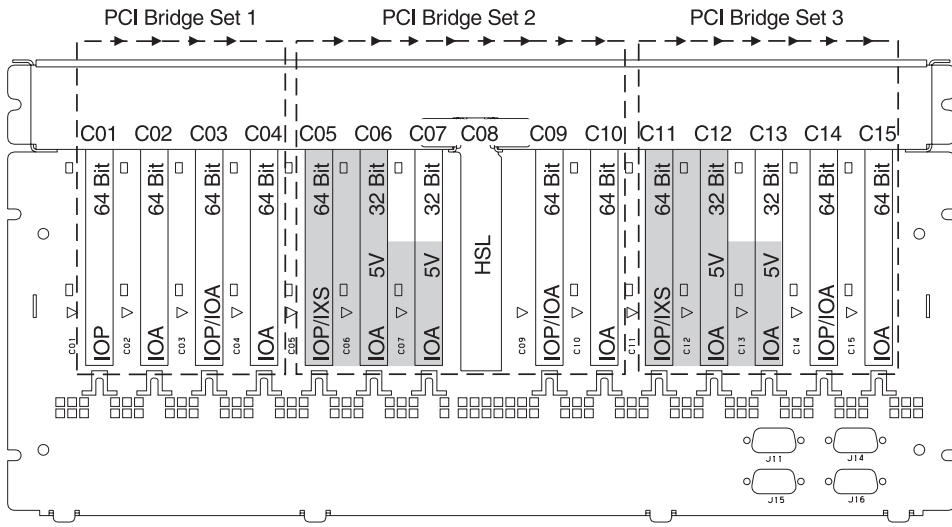 PCI Bridge Set 1 PCI Bridge Set 2 PCI Bridge Set 3
C01 C02 C03 C04 C05 C06 C07 C08 C09 C10 C11 C12 C13 C14 C15
IOP 64 Bit
IOA 64 Bit
IOP/IOA 64 Bit
IOA 64 Bit
IOP/IXS 64 Bit
IOA 5V 32 Bit
IOA 5V 32 Bit
HSL
IOP/IOA 64 Bit
IOA 64 Bit
IOP/IXS 64 Bit
IOA 5V 32 Bit
IOA 5V 32 Bit
IOP/IOA 64 Bit
IOA 64 Bit
C01 C02 C03 C04 C05 C06 C07 C09 C10 C11 C12 C13 C14 C15
J11 J14
J15 J16